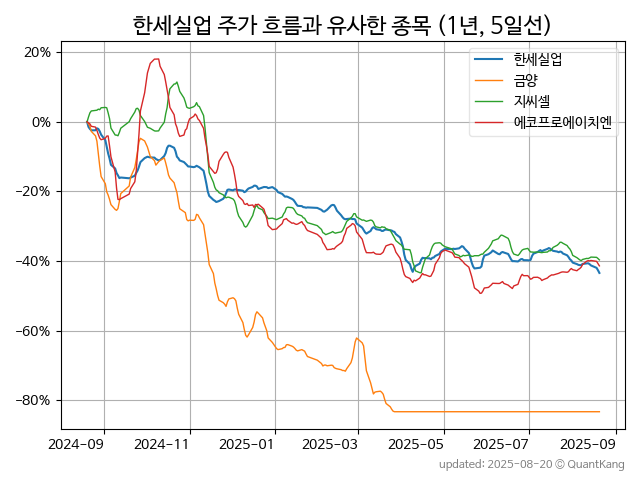 한세실업 주가 흐름과 유사한 종목 (1년, 5일선)
20%
0%
−20%
−40%
−60%
−80%
한세실업
금양
지씨셀
에코프로에이치엔
2024-09
2024-11
2025-01
2025-03
2025-05
2025-07
2025-09
updated: 2025-08-20 © QuantKang